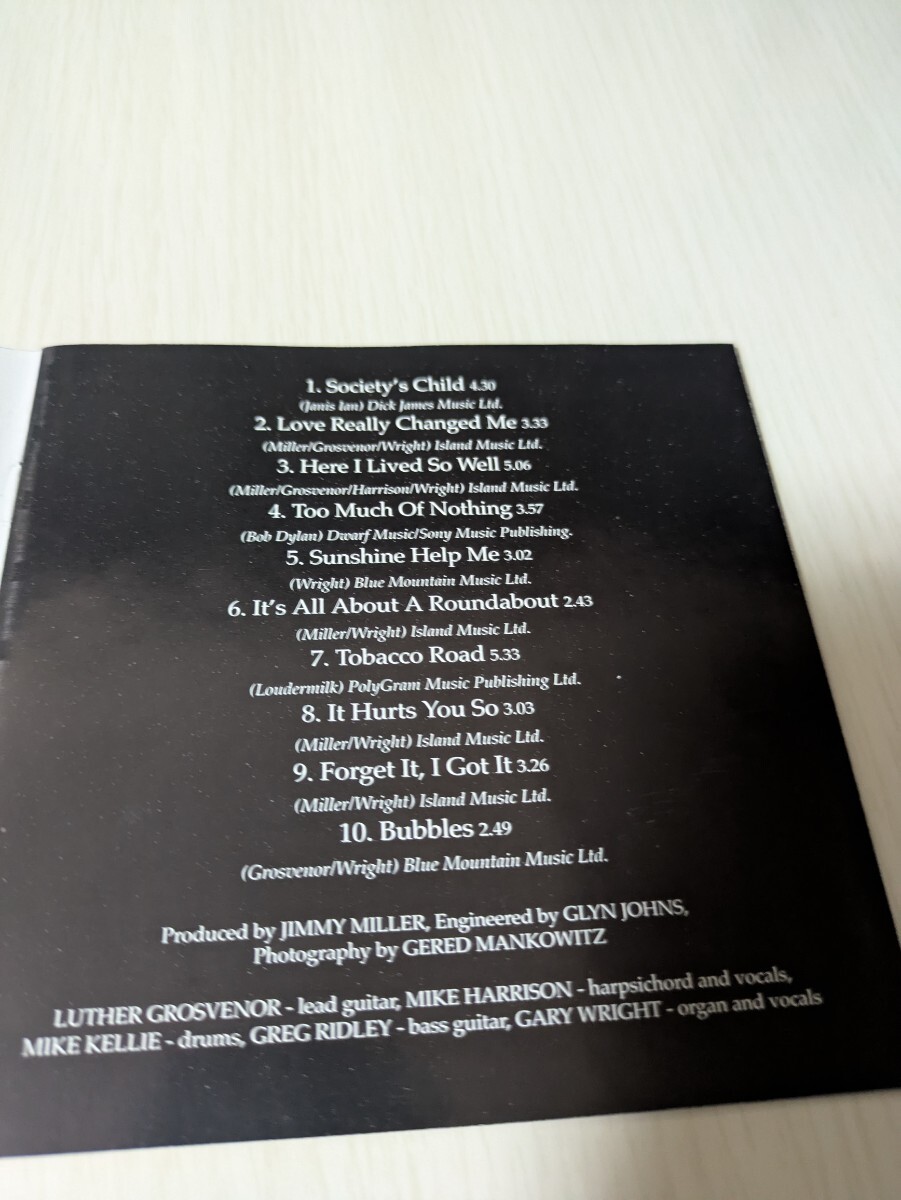 1. Society's Child 4.30
(Janis Ian) Dick James Music Ltd.
2. Love Really Changed Me 3.33
(Miller/Grosvenor/Wright) Island Music Ltd.
3. Here I Lived So Well 5.06
(Miller/Grosvenor/Harrison/Wright) Island Music Ltd.
4. Too Much Of Nothing 3.57
(Bob Dylan) Dwarf Music/Sony Music Publishing.
5. Sunshine Help Me 3.02
(Wright) Blue Mountain Music Ltd.
6. It's All About A Roundabout 2.43
(Miller/Wright) Island Music Ltd.
7. Tobacco Road 5.33
(Loudermilk) PolyGram Music Publishing Ltd.
8. It Hurts You So 3.03
(Miller/Wright) Island Music Ltd.
9. Forget It, I Got It 3.26
(Miller/Wright) Island Music Ltd.
10. Bubbles 2.49
(Grosvenor/Wright) Blue Mountain Music Ltd.
Produced by JIMMY MILLER, Engineered by GLYN JOHNS,
Photography by GERED MANKOWITZ
LUTHER GROSVENOR - lead guitar, MIKE HARRISON - harpsichord and vocals,
MIKE KELLIE - drums, GREG RIDLEY - bass guitar, GARY WRIGHT - organ and vocals